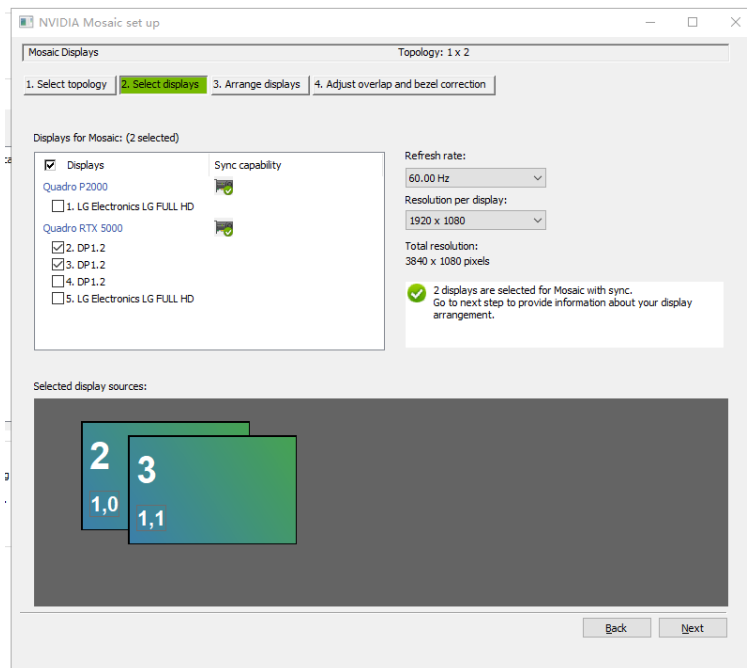 NVIDIA Mosaic set up
Mosaic Displays Topology: 1 x 2
1. Select topology 2. Select displays 3. Arrange displays 4. Adjust overlap and bezel correction
Displays for Mosaic: (2 selected)
Displays Sync capability
Quadro P2000
1. LG Electronics LG FULL HD
Quadro RTX 5000
2. DP1.2
3. DP1.2
4. DP1.2
5. LG Electronics LG FULL HD
Refresh rate:
60.00 Hz
Resolution per display:
1920 x 1080
Total resolution:
3840 x 1080 pixels
2 displays are selected for Mosaic with sync.
Go to next step to provide information about your display
arrangement.
Selected display sources:
2
1,0
3
1,1
Back Next